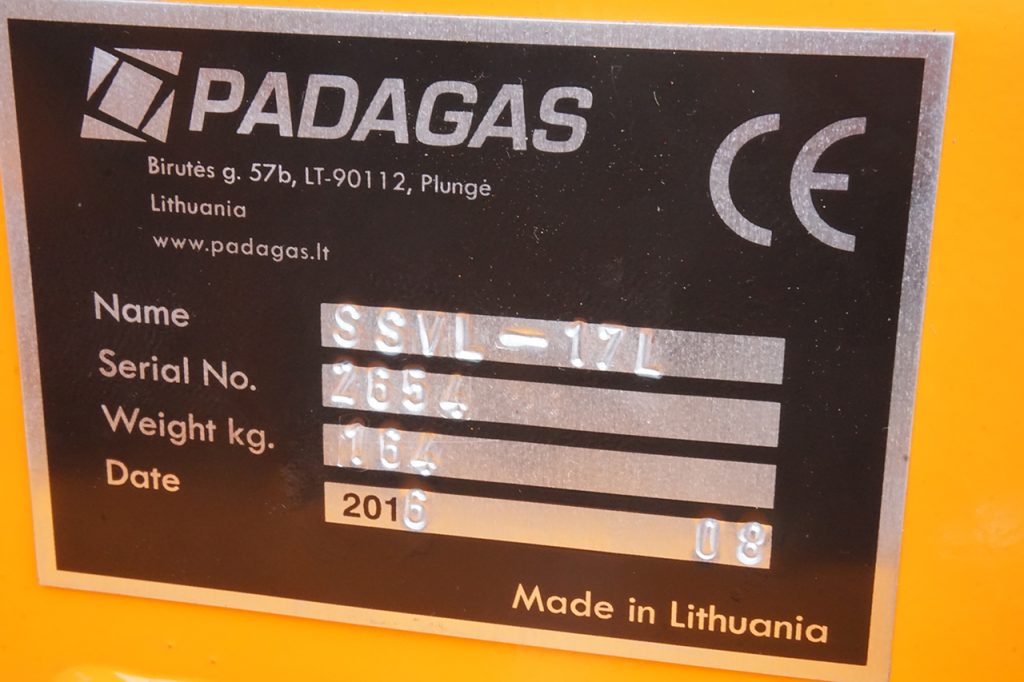 PADAGAS
Birutės g. 57b, LT-90112, Plungė
Lithuania
www.padagas.lt
CE
Name SSVL-17L
Serial No. 2654
Weight kg. 164
Date 2016 08
Made in Lithuania